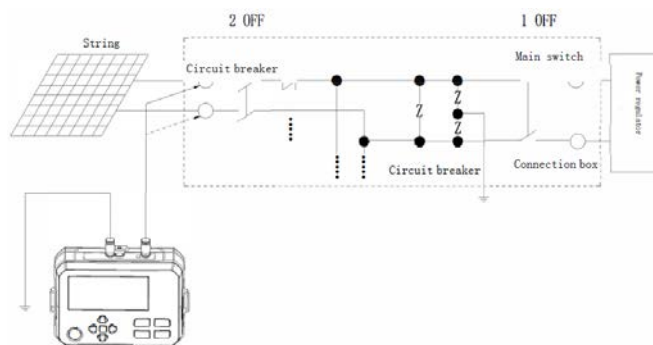 2 OFF
1 OFF
String
Circuit breaker
Main switch
Power regulator
Z
Z
Z
Circuit breaker
Connection box